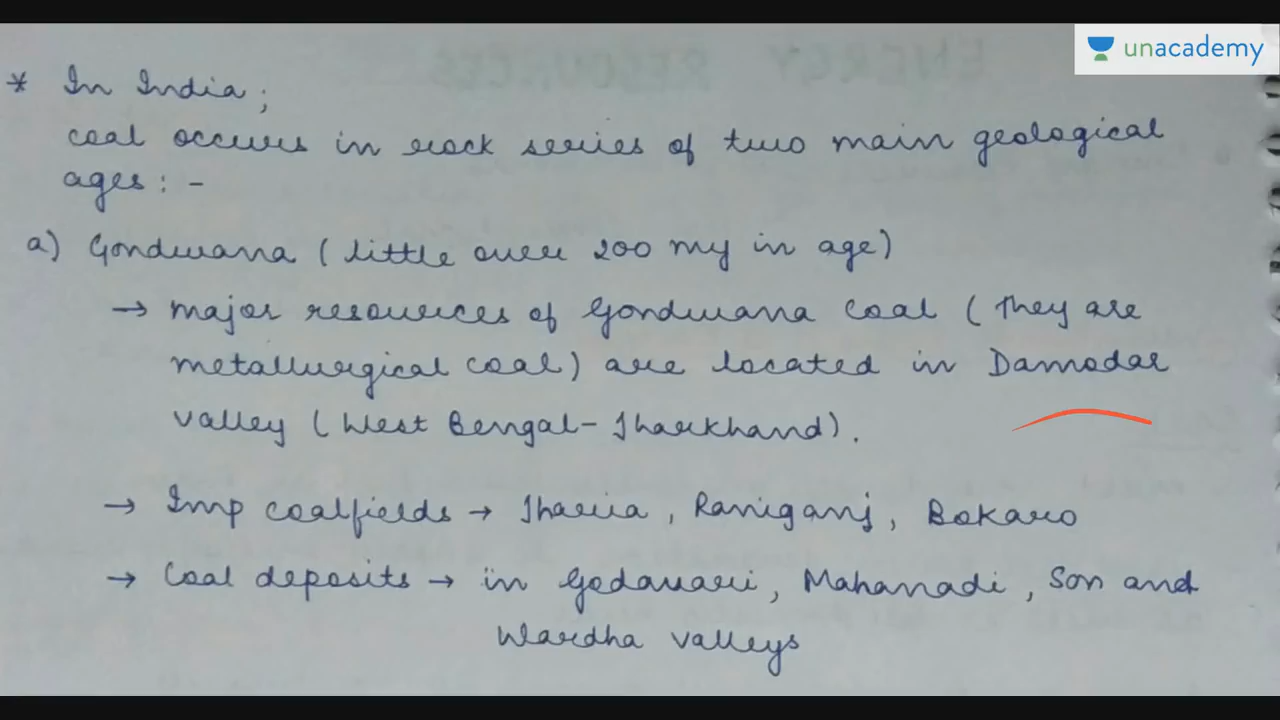 unacademy
* In India ;
coal occurs in rock series of two main geological
ages : -
a) Gondwana ( little over 200 my in age )
→ major resources of Gondwana coal ( They are
metallurgical coal ) are located in Damodar
valley ( West Bengal - Jharkhand ) .
→ Imp coalfields → Jharia , Raniganj , Bokaro
→ Coal deposits → in Godavari , Mahanadi , Son and
Wardha valleys